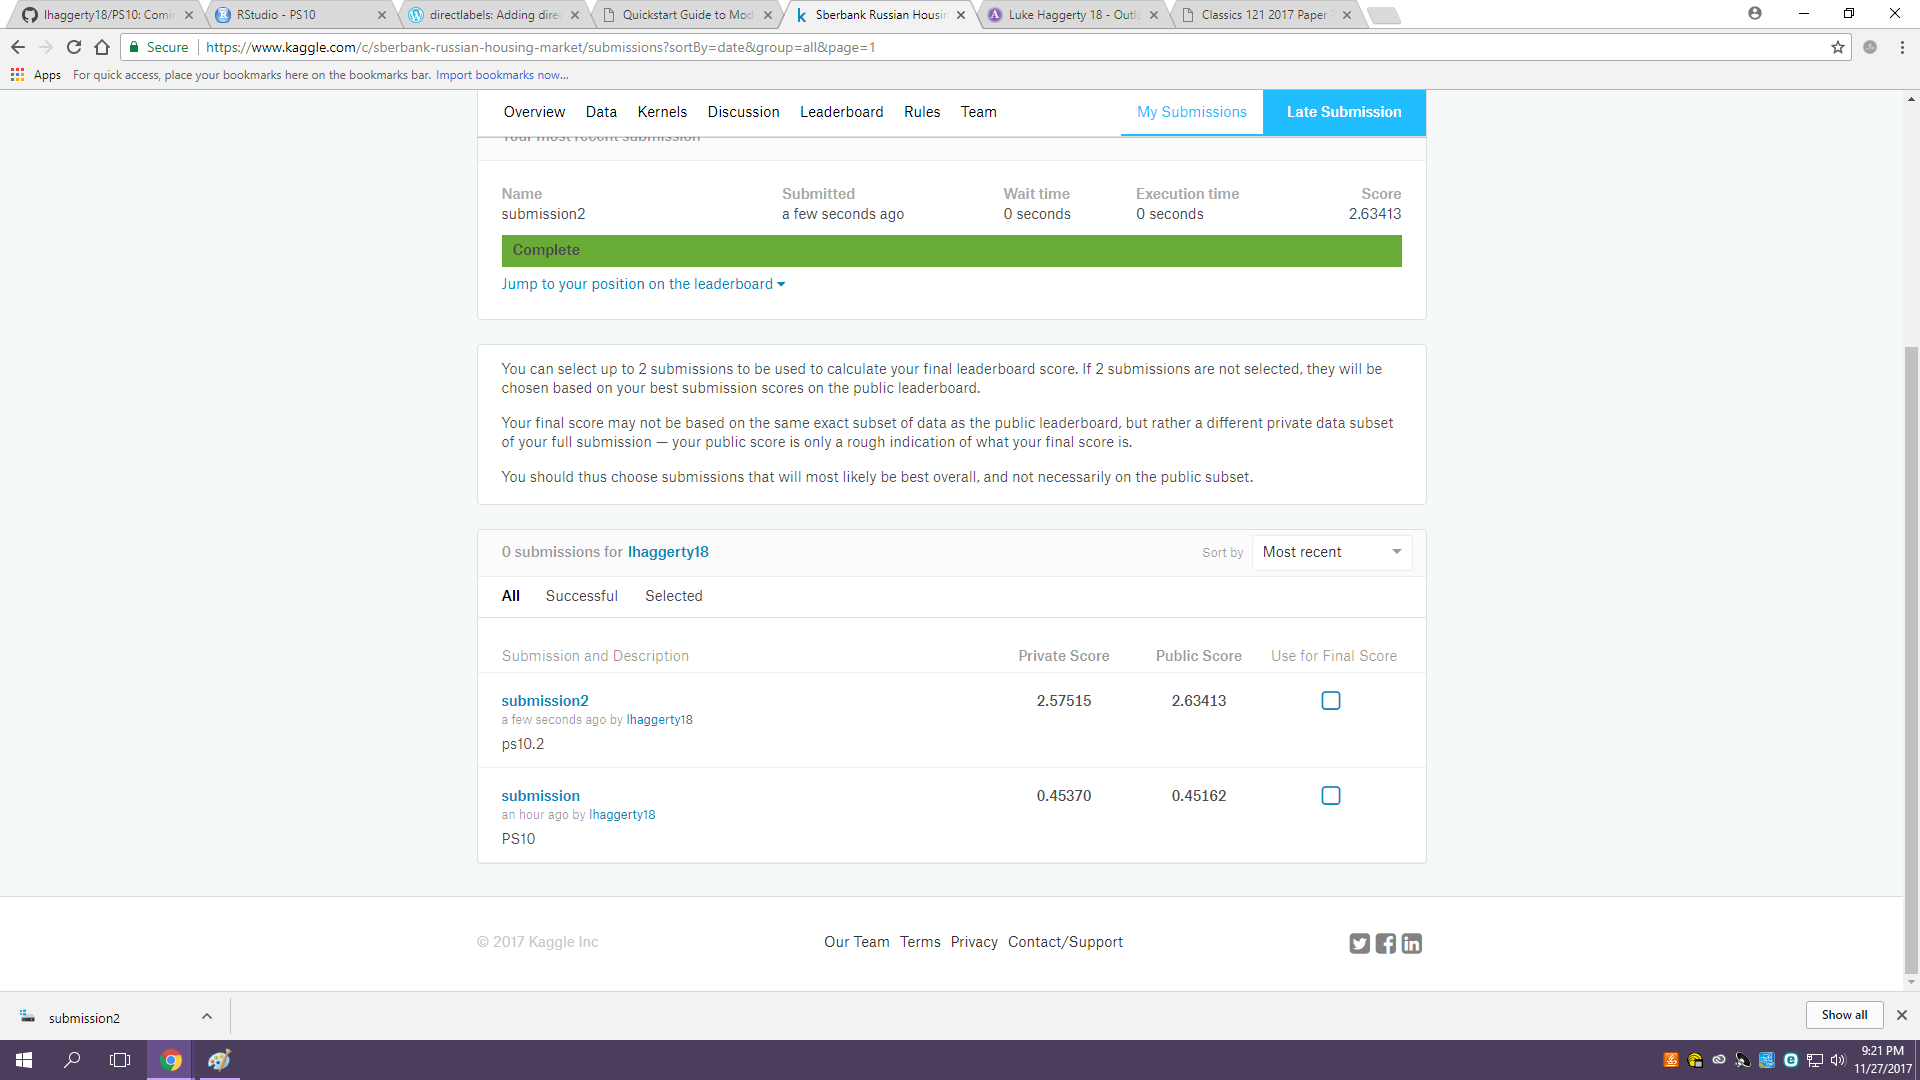 lhaggerty18/PS10: Comin
RStudio - PS10
directlabels: Adding direc
Quickstart Guide to Mod
Sberbank Russian Housin
Luke Haggerty 18 - Outlo
Classics 121 2017 Paper T
Secure
https://www.kaggle.com/c/sberbank-russian-housing-market/submissions?sortBy=date&group=all&page=1
Apps For quick access, place your bookmarks here on the bookmarks bar. Import bookmarks now...
Overview Data Kernels Discussion Leaderboard Rules Team My Submissions Late Submission
Your most recent submission
Name Submitted Wait time Execution time Score
submission2 a few seconds ago 0 seconds 0 seconds 2.63413
Complete
Jump to your position on the leaderboard
You can select up to 2 submissions to be used to calculate your final leaderboard score. If 2 submissions are not selected, they will be
chosen based on your best submission scores on the public leaderboard.
Your final score may not be based on the same exact subset of data as the public leaderboard, but rather a different private data subset
of your full submission — your public score is only a rough indication of what your final score is.
You should thus choose submissions that will most likely be best overall, and not necessarily on the public subset.
0 submissions for lhaggerty18 Sort by Most recent
All Successful Selected
Submission and Description Private Score Public Score Use for Final Score
submission2 2.57515 2.63413
a few seconds ago by lhaggerty18
ps10.2
submission 0.45370 0.45162
an hour ago by lhaggerty18
PS10
© 2017 Kaggle Inc Our Team Terms Privacy Contact/Support
submission2 Show all
9:21 PM
11/27/2017